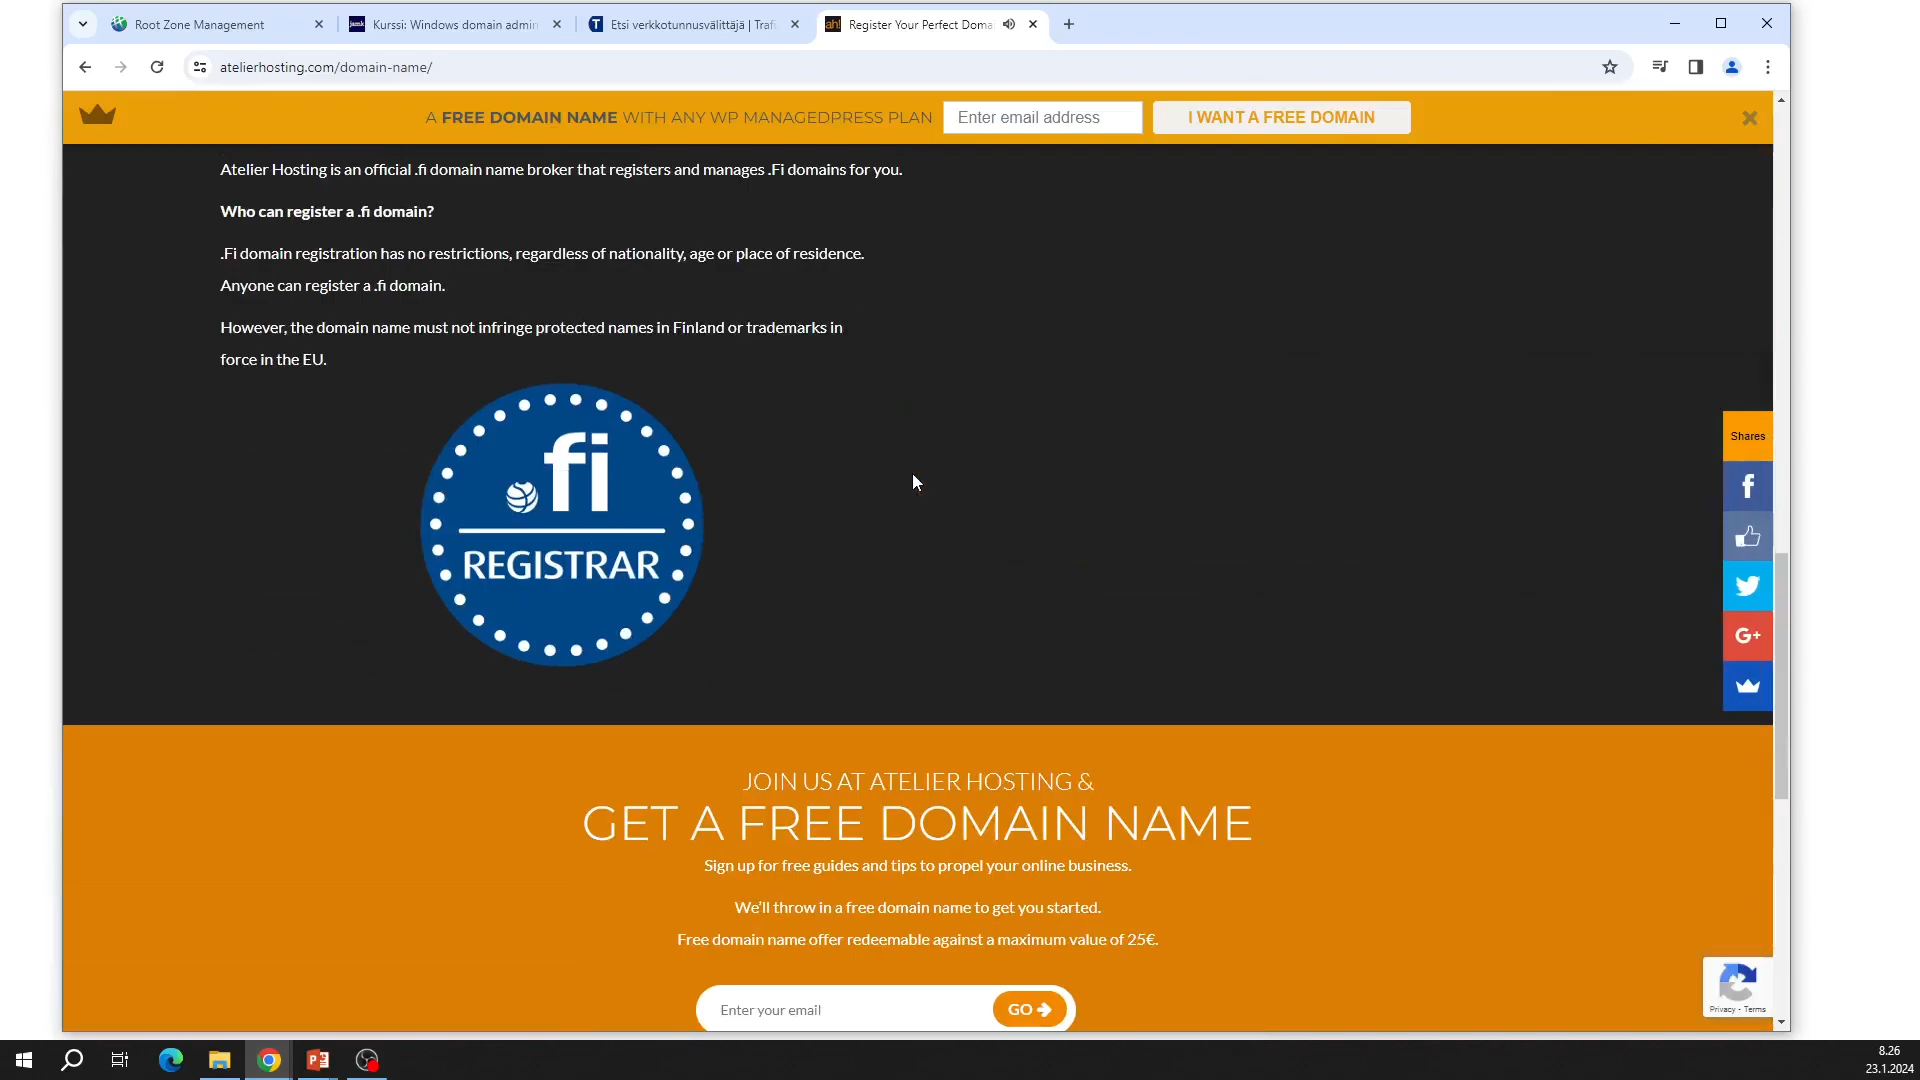 Root Zone Management
Kurssi: Windows domain admin
Etsi verkkotunnusvälittäjä | Trafi
Register Your Perfect Doma
atelierhosting.com/domain-name/
A FREE DOMAIN NAME WITH ANY WP MANAGEDPRESS PLAN
Enter email address
I WANT A FREE DOMAIN
Atelier Hosting is an official .fi domain name broker that registers and manages .Fi domains for you.
Who can register a .fi domain?
.Fi domain registration has no restrictions, regardless of nationality, age or place of residence.
Anyone can register a .fi domain.
However, the domain name must not infringe protected names in Finland or trademarks in
force in the EU.
.fi
REGISTRAR
Shares
JOIN US AT ATELIER HOSTING &
GET A FREE DOMAIN NAME
Sign up for free guides and tips to propel your online business.
We'll throw in a free domain name to get you started.
Free domain name offer redeemable against a maximum value of 25€.
Enter your email
GO
Privacy - Terms
8.26
23.1.2024